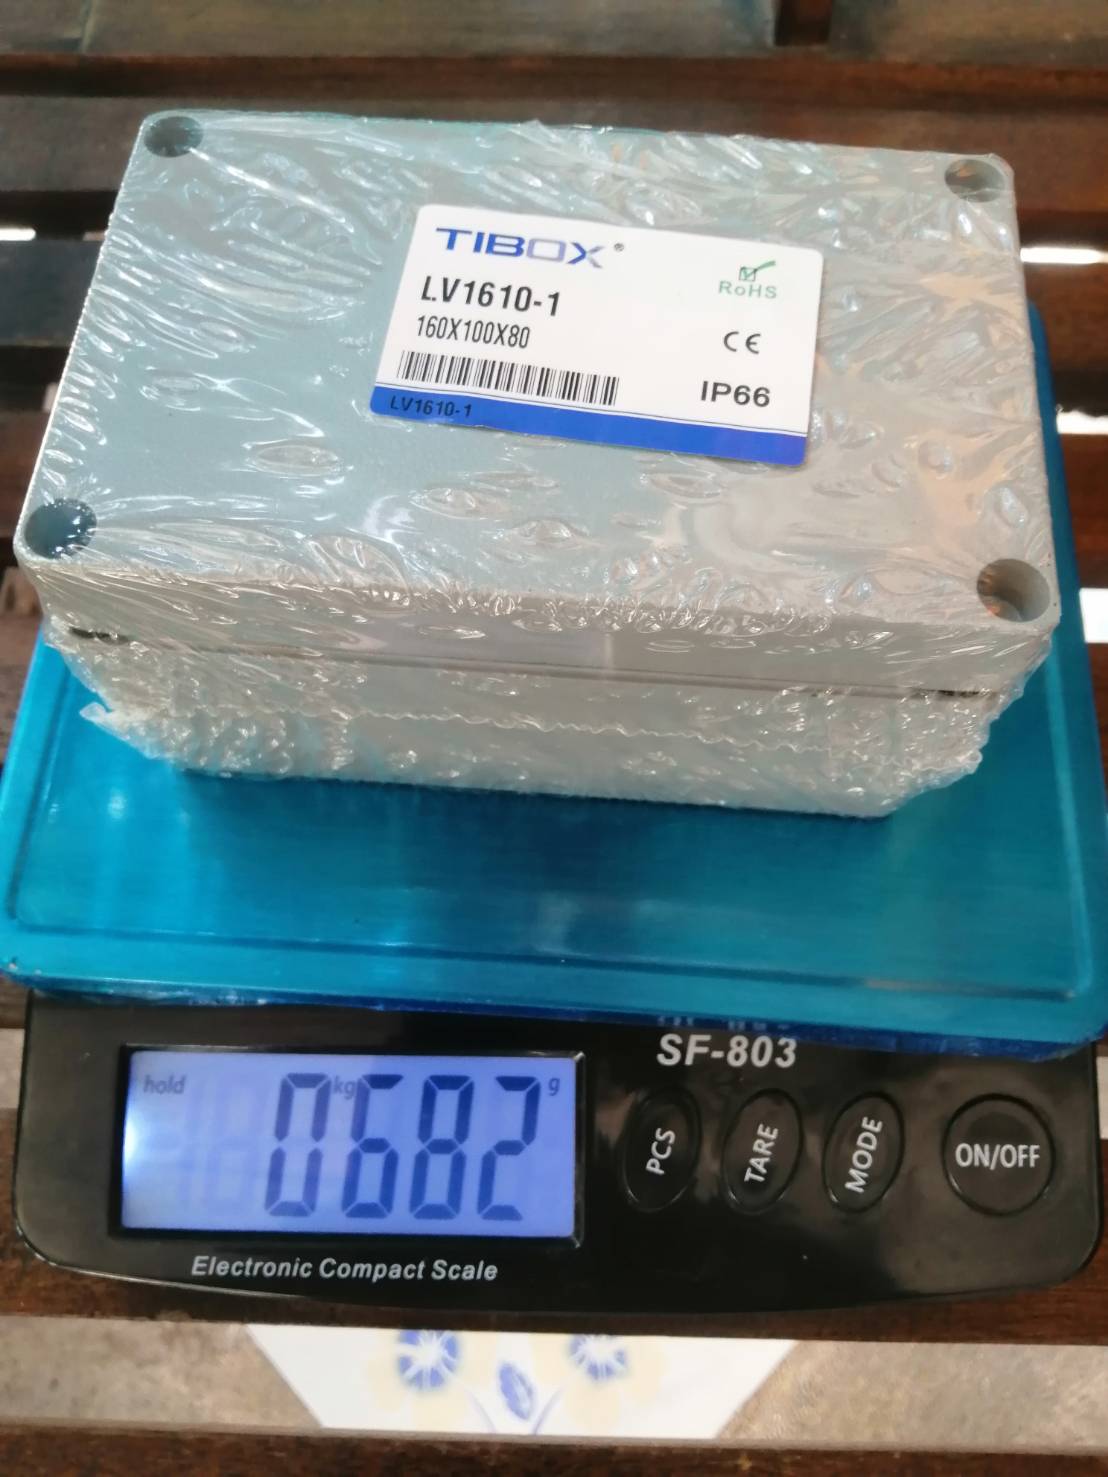 TIBOX®
RoHS
LV1610-1
160X100X80
CE
IP66
LV1610-1
SF-803
hold
kg
g
0682
PCS
TARE
MODE
ON/OFF
Electronic Compact Scale